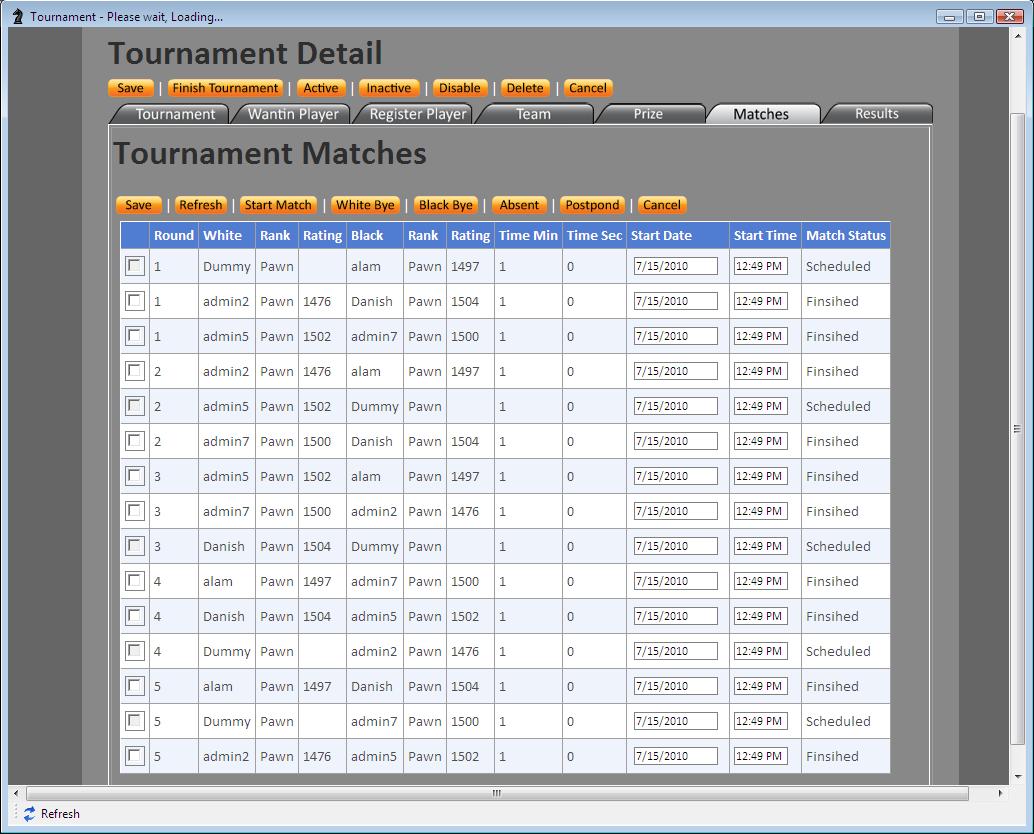 Tournament - Please wait, Loading...
Tournament Detail
Save | Finish Tournament | Active | Inactive | Disable | Delete | Cancel
Tournament Wantin Player Register Player Team Prize Matches Results
Tournament Matches
Save | Refresh | Start Match | White Bye | Black Bye | Absent | Postpond | Cancel
Round White Rank Rating Black Rank Rating Time Min Time Sec Start Date Start Time Match Status
1 Dummy Pawn alam Pawn 1497 1 0 7/15/2010 12:49 PM Scheduled
1 admin2 Pawn 1476 Danish Pawn 1504 1 0 7/15/2010 12:49 PM Finsihed
1 admin5 Pawn 1502 admin7 Pawn 1500 1 0 7/15/2010 12:49 PM Finsihed
2 admin2 Pawn 1476 alam Pawn 1497 1 0 7/15/2010 12:49 PM Finsihed
2 admin5 Pawn 1502 Dummy Pawn 1 0 7/15/2010 12:49 PM Scheduled
2 admin7 Pawn 1500 Danish Pawn 1504 1 0 7/15/2010 12:49 PM Finsihed
3 admin5 Pawn 1502 alam Pawn 1497 1 0 7/15/2010 12:49 PM Finsihed
3 admin7 Pawn 1500 admin2 Pawn 1476 1 0 7/15/2010 12:49 PM Finsihed
3 Danish Pawn 1504 Dummy Pawn 1 0 7/15/2010 12:49 PM Scheduled
4 alam Pawn 1497 admin7 Pawn 1500 1 0 7/15/2010 12:49 PM Finsihed
4 Danish Pawn 1504 admin5 Pawn 1502 1 0 7/15/2010 12:49 PM Finsihed
4 Dummy Pawn admin2 Pawn 1476 1 0 7/15/2010 12:49 PM Scheduled
5 alam Pawn 1497 Danish Pawn 1504 1 0 7/15/2010 12:49 PM Finsihed
5 Dummy Pawn admin7 Pawn 1500 1 0 7/15/2010 12:49 PM Scheduled
5 admin2 Pawn 1476 admin5 Pawn 1502 1 0 7/15/2010 12:49 PM Finsihed
Refresh